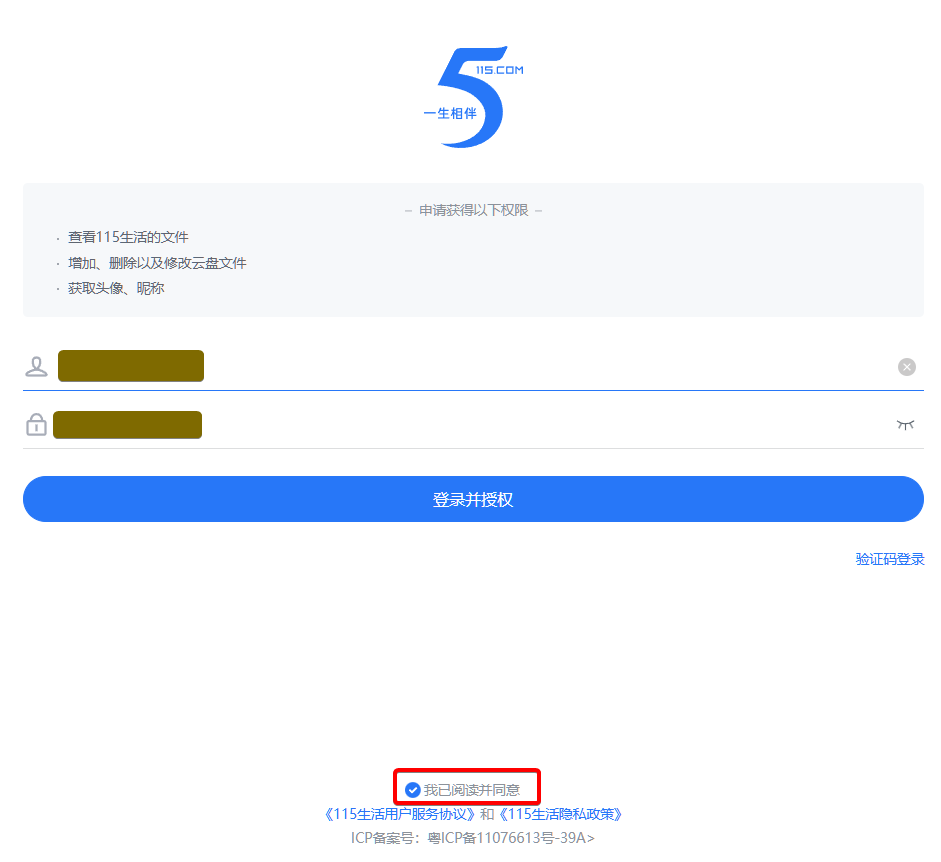 115.COM
一生相伴
– 申请获得以下权限 –
· 查看115生活的文件
· 增加、删除以及修改云盘文件
· 获取头像、昵称
登录并授权
验证码登录
我已阅读并同意
《115生活用户服务协议》和《115生活隐私政策》
ICP备案号：粤ICP备11076613号-39A>